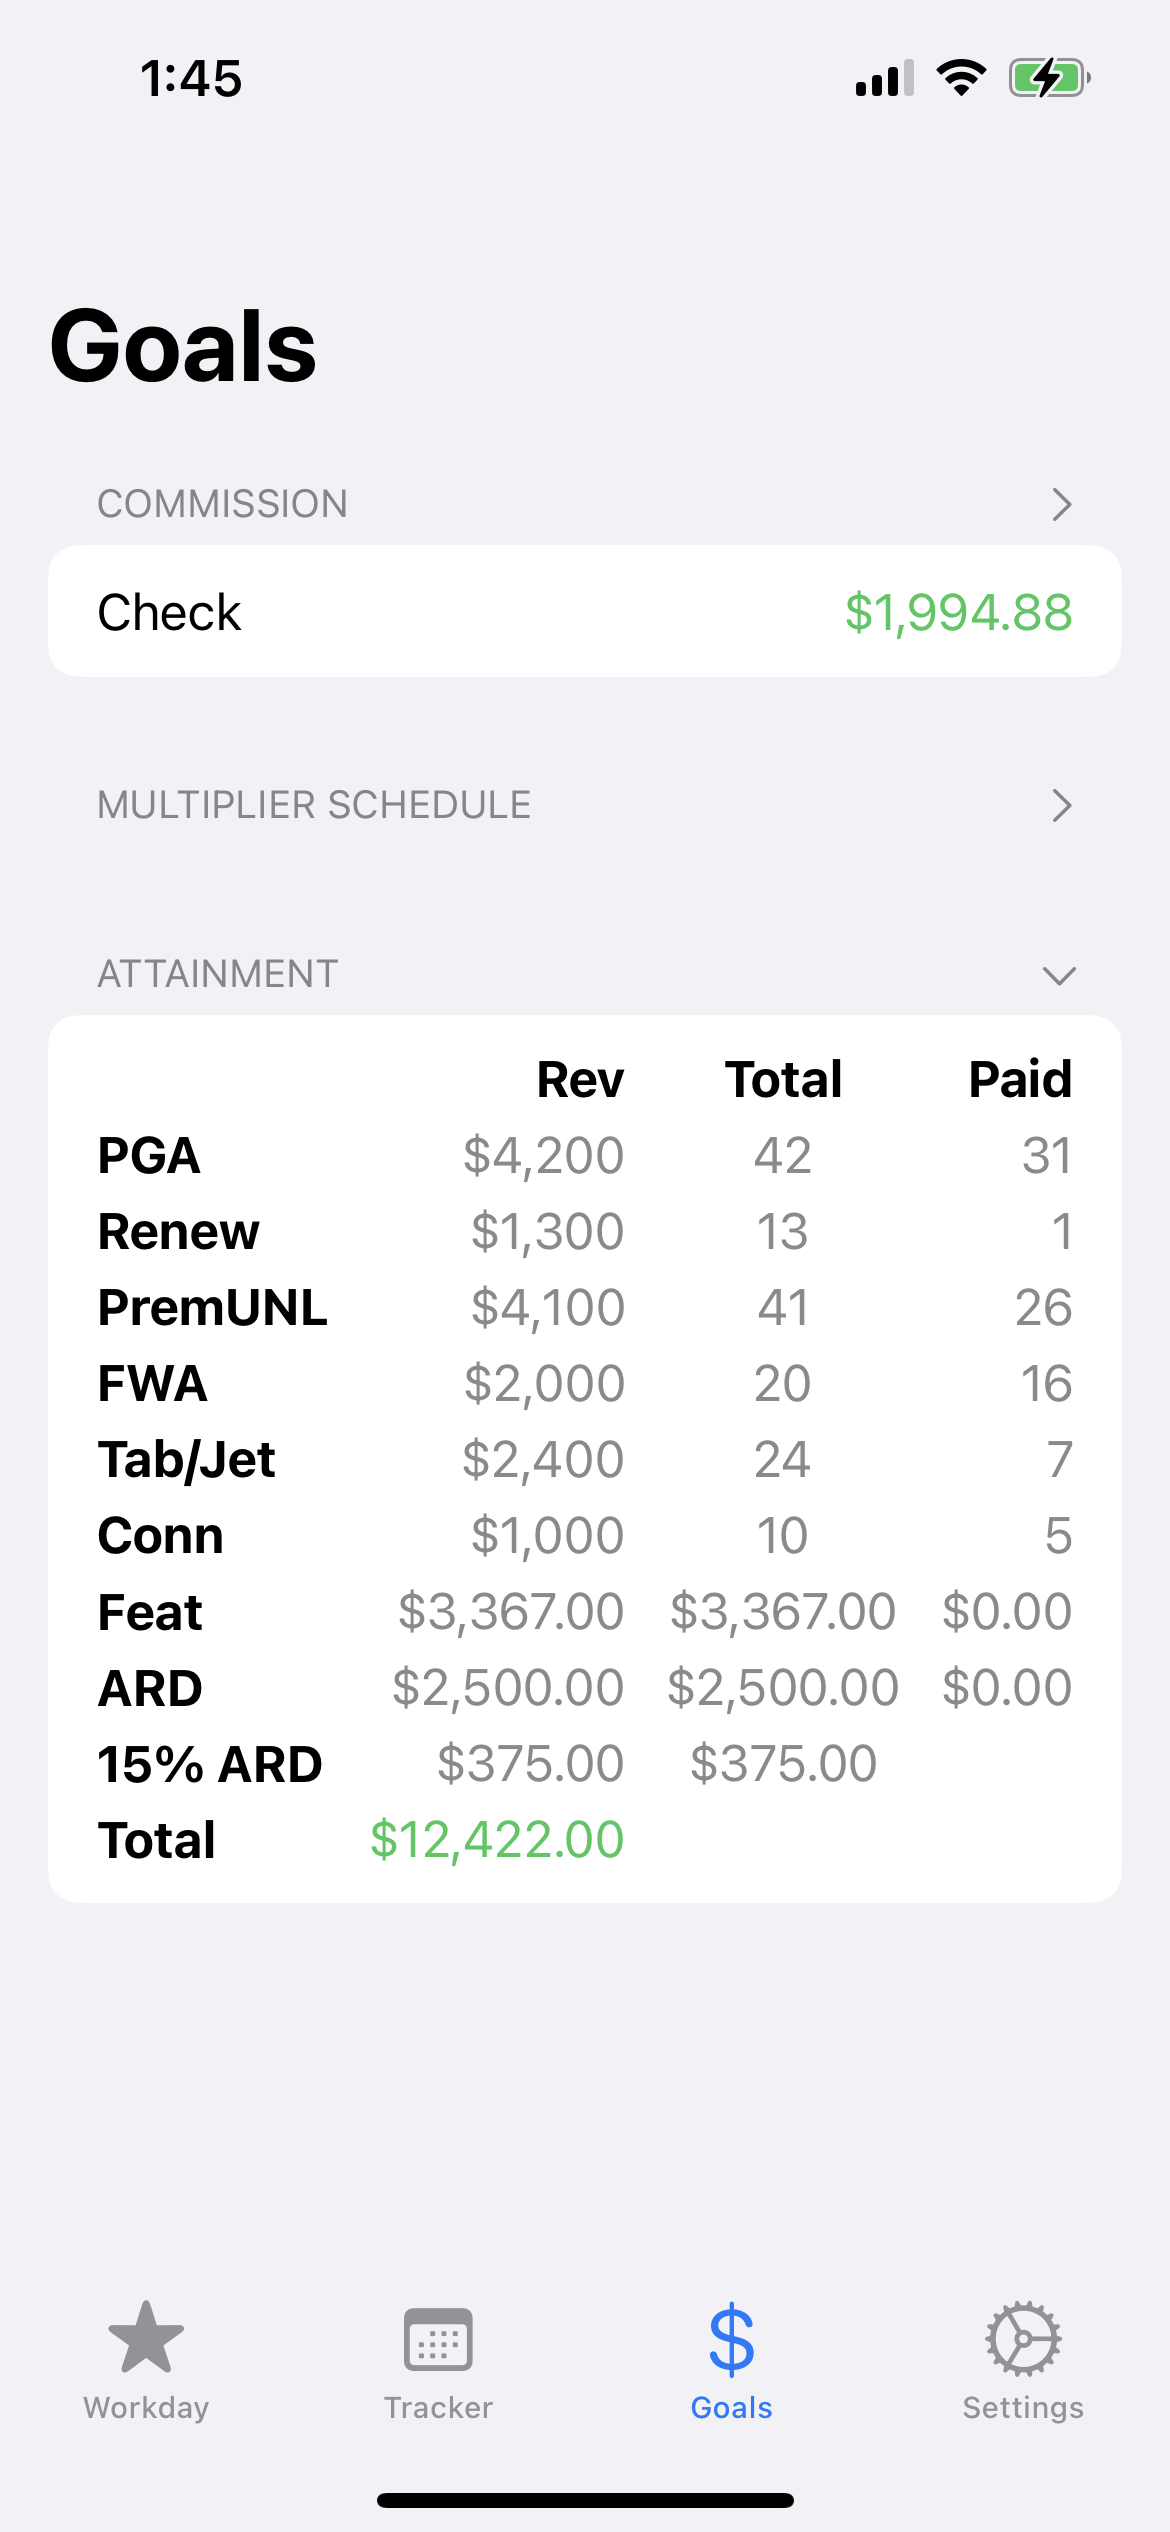 1:45
Goals
COMMISSION
Check $1,994.88
MULTIPLIER SCHEDULE
ATTAINMENT
Rev Total Paid
PGA $4,200 42 31
Renew $1,300 13 1
PremUNL $4,100 41 26
FWA $2,000 20 16
Tab/Jet $2,400 24 7
Conn $1,000 10 5
Feat $3,367.00 $3,367.00 $0.00
ARD $2,500.00 $2,500.00 $0.00
15% ARD $375.00 $375.00
Total $12,422.00
Workday Tracker Goals Settings